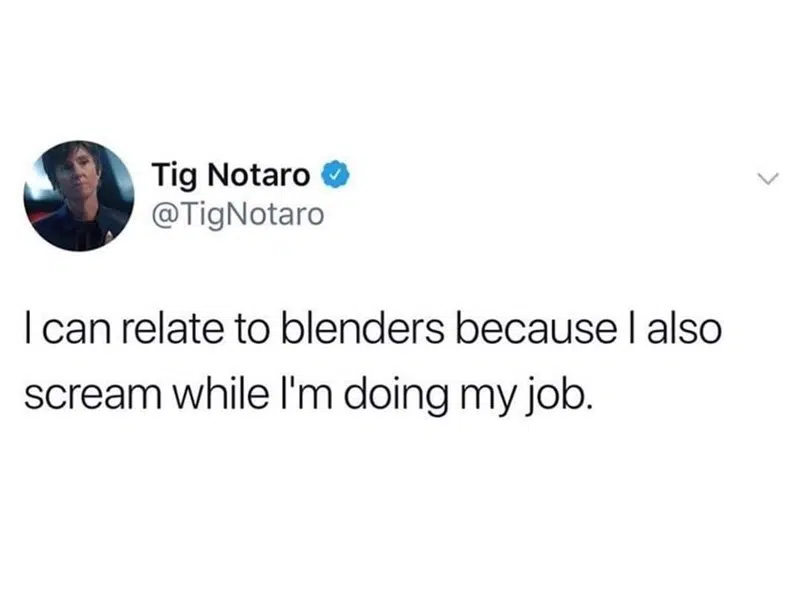 Tig Notaro
@TigNotaro
I can relate to blenders because I also
scream while I'm doing my job.